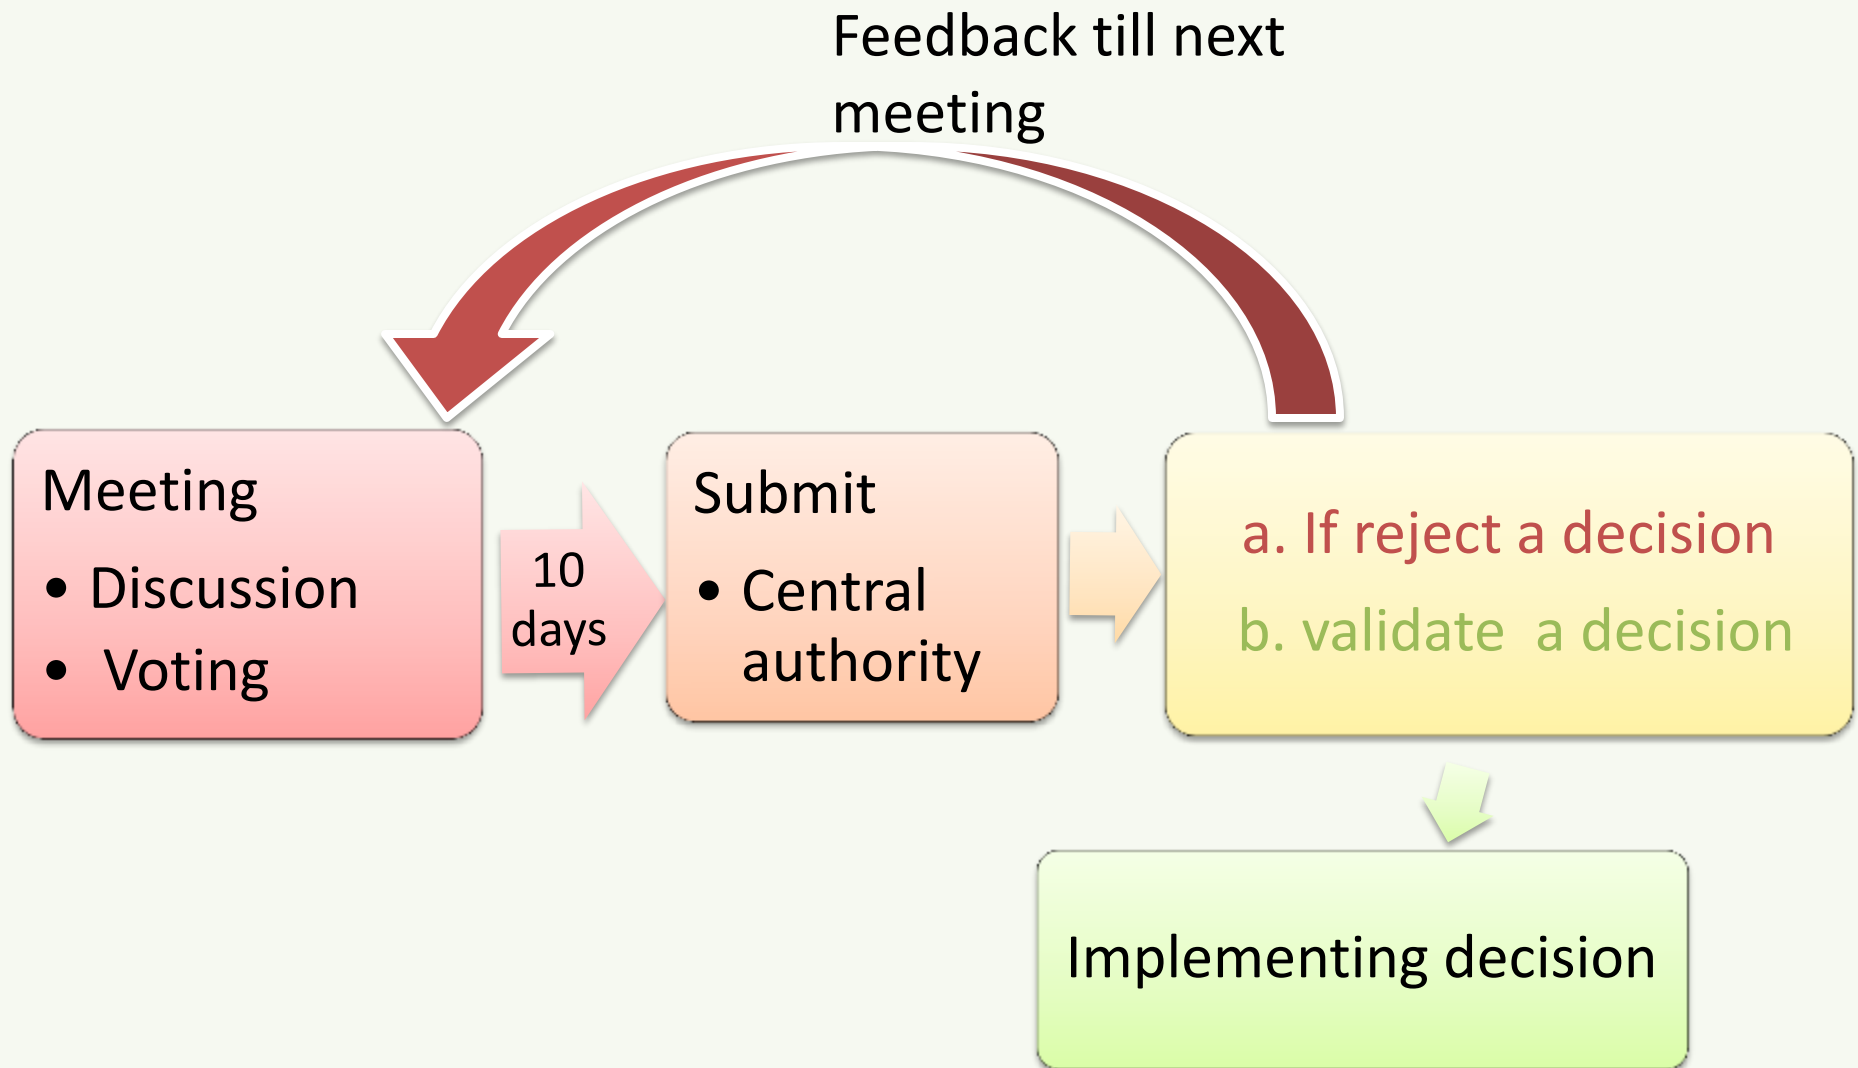 Feedback till next
meeting
Meeting
• Discussion
• Voting
10
days
Submit
• Central
authority
a. If reject a decision
b. validate  a decision
Implementing decision